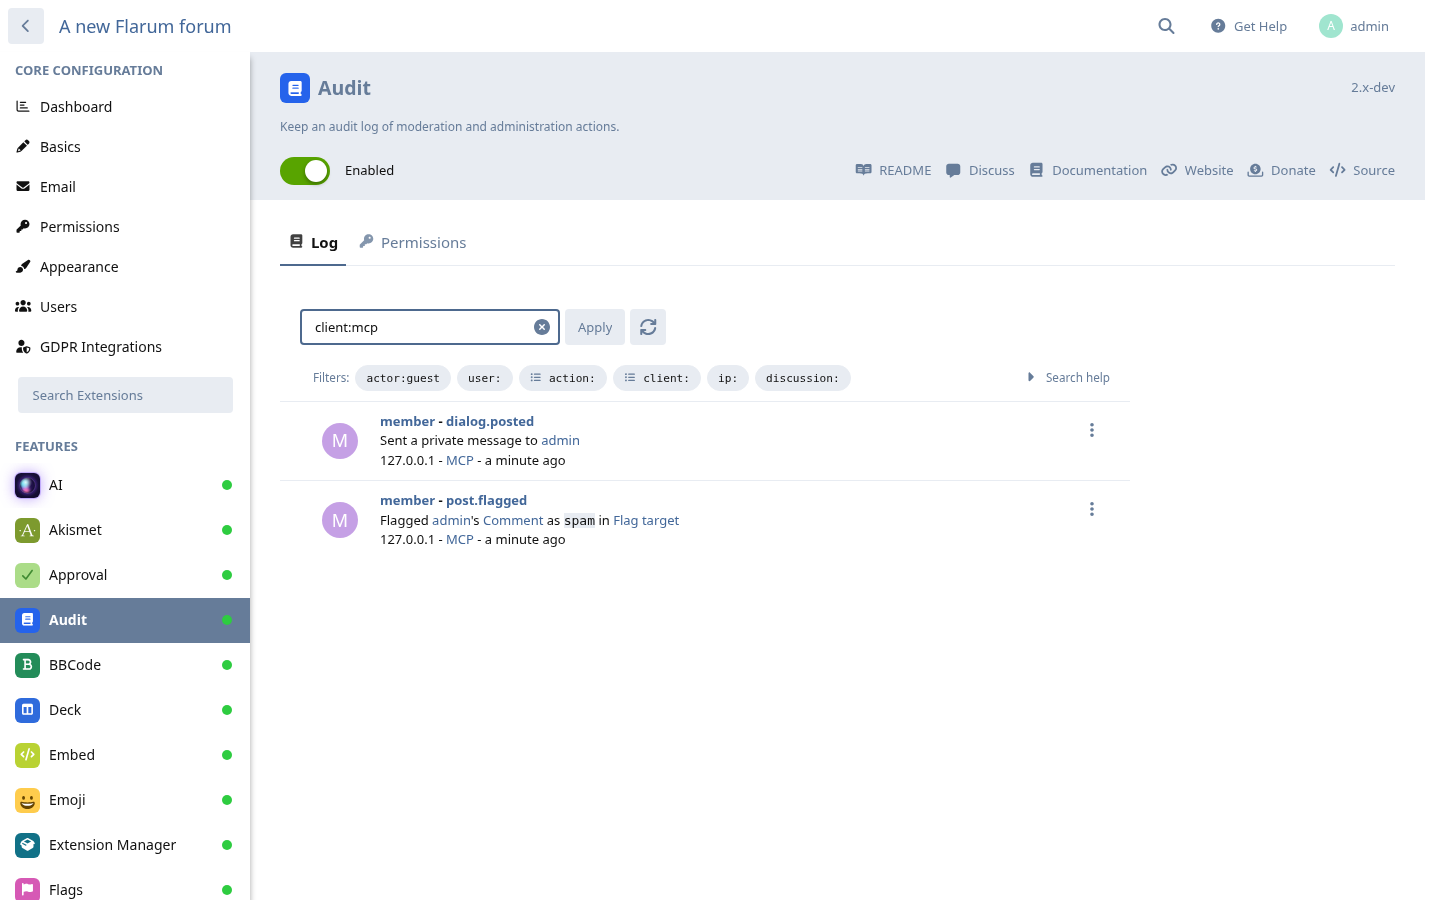 A new Flarum forum
Get Help
A
admin
CORE CONFIGURATION
Dashboard
Basics
Email
Permissions
Appearance
Users
GDPR Integrations
Search Extensions
FEATURES
AI
Akismet
Approval
Audit
BBCode
Deck
Embed
Emoji
Extension Manager
Flags
Audit
2.x-dev
Keep an audit log of moderation and administration actions.
Enabled
README
Discuss
Documentation
Website
Donate
Source
Log
Permissions
client:mcp
Apply
Filters:
actor:guest
user:
action:
client:
ip:
discussion:
Search help
M
member - dialog.posted
Sent a private message to admin
127.0.0.1 - MCP - a minute ago
M
member - post.flagged
Flagged admin's Comment as spam in Flag target
127.0.0.1 - MCP - a minute ago